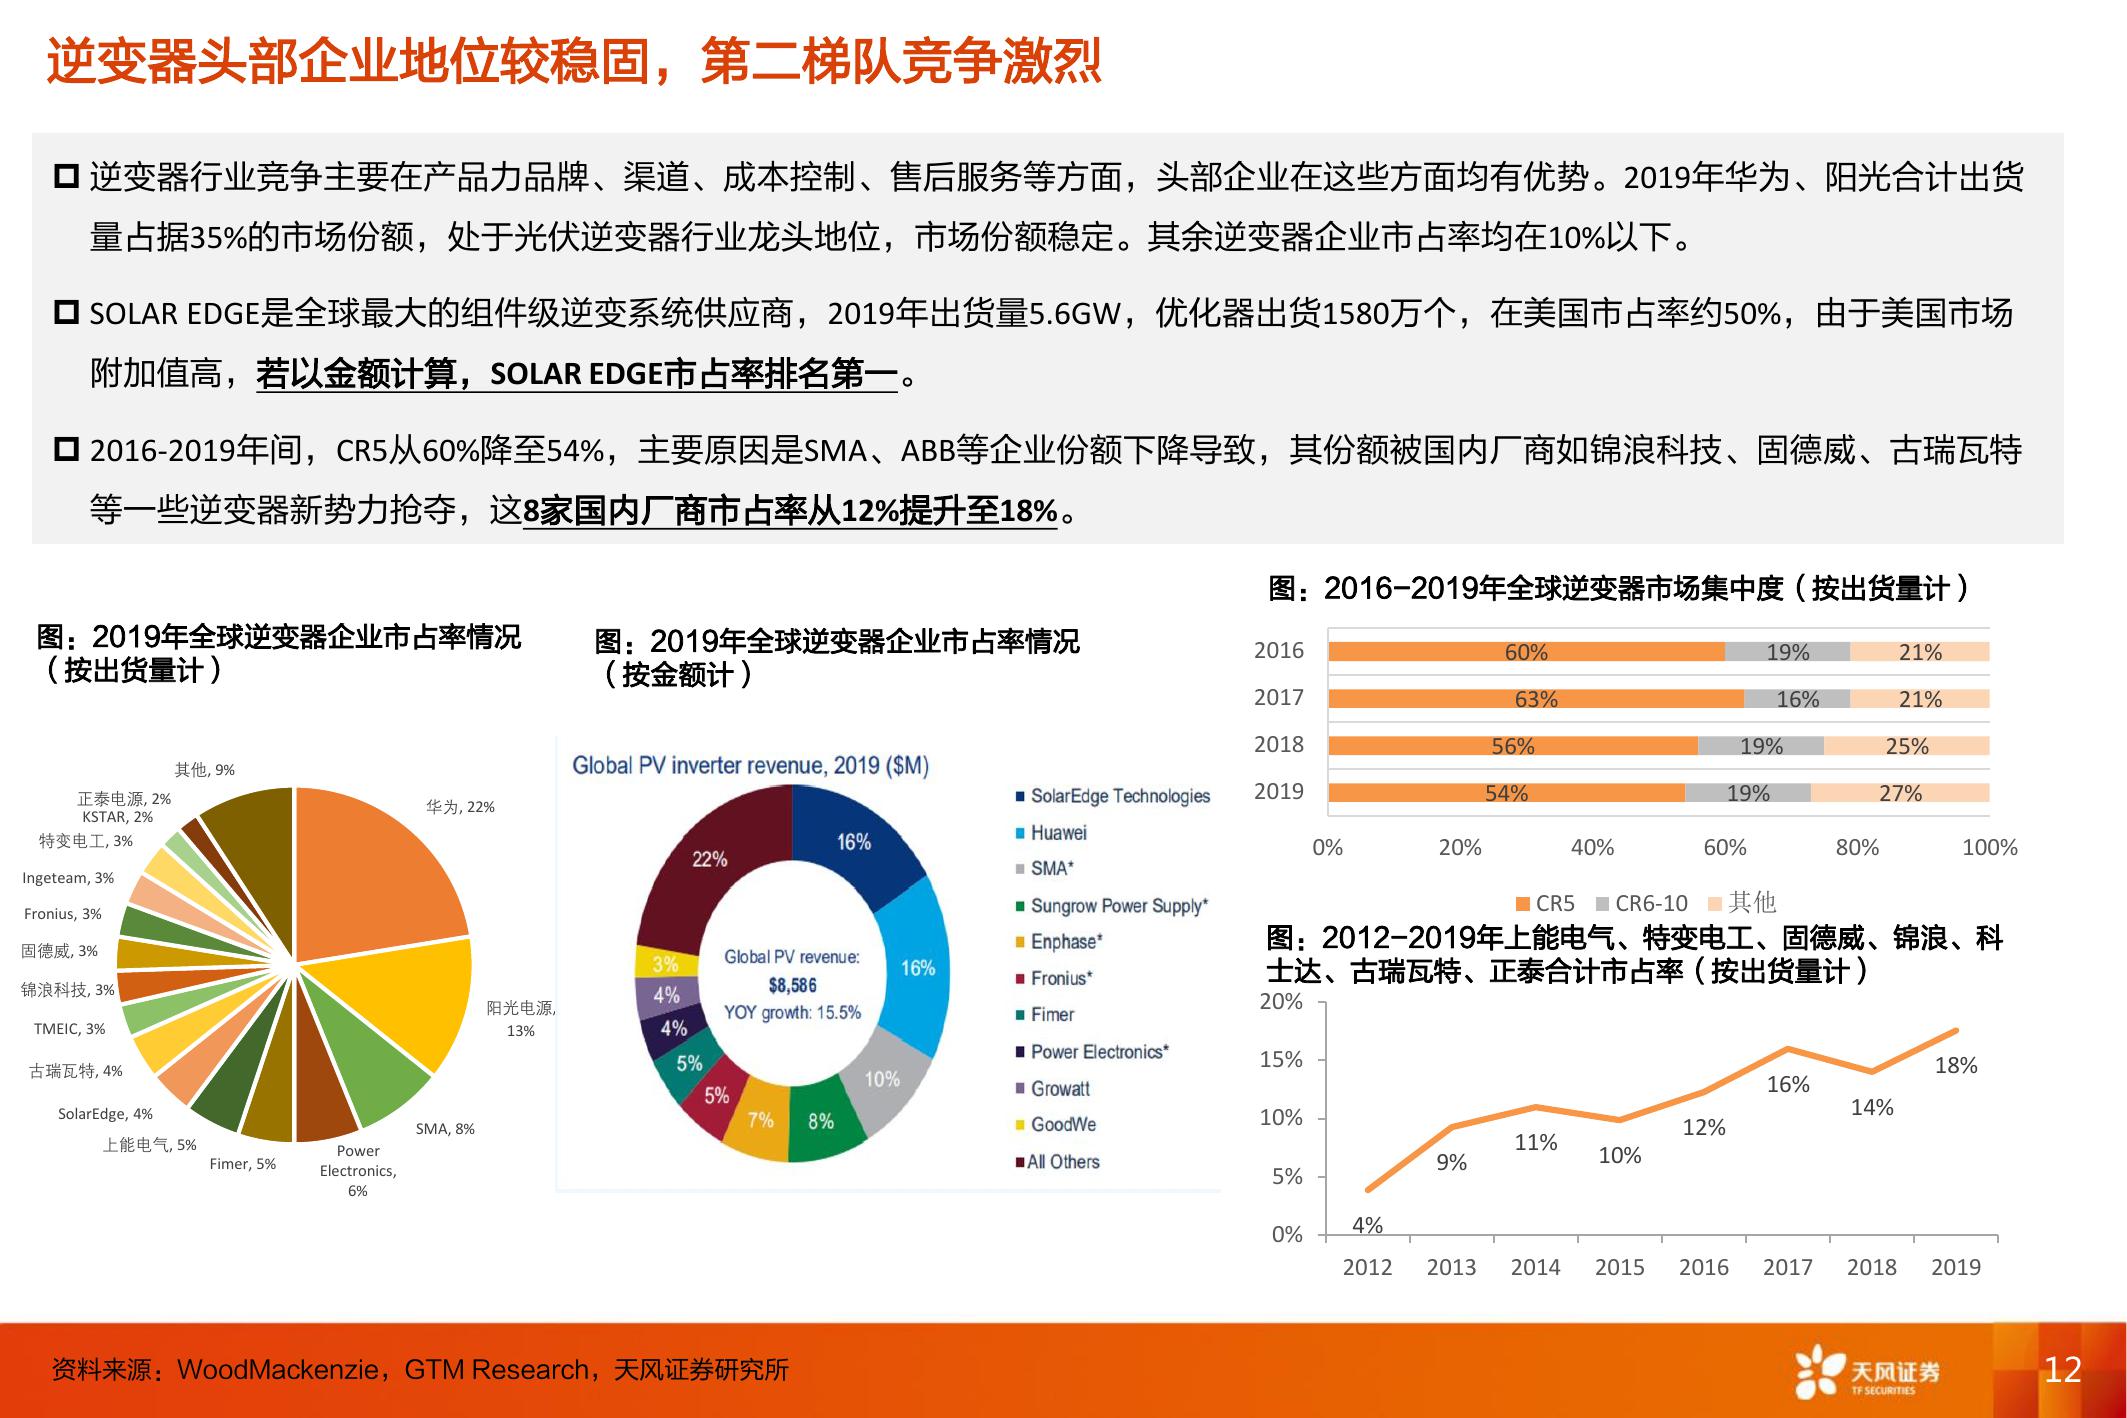 逆变器头部企业地位较稳固，第二梯队竞争激烈
逆变器行业竞争主要在产品力品牌、渠道、成本控制、售后服务等方面，头部企业在这些方面均有优势。2019年华为、阳光合计出货
量占据35%的市场份额，处于光伏逆变器行业龙头地位，市场份额稳定。其余逆变器企业市占率均在10%以下。
SOLAR EDGE是全球最大的组件级逆变系统供应商，2019年出货量5.6GW，优化器出货1580万个，在美国市占率约50%，由于美国市场
附加值高，若以金额计算，SOLAR EDGE市占率排名第一。
2016-2019年间，CR5从60%降至54%，主要原因是SMA、ABB等企业份额下降导致，其份额被国内厂商如锦浪科技、固德威、古瑞瓦特
等一些逆变器新势力抢夺，这8家国内厂商市占率从12%提升至18%。
图：2019年全球逆变器企业市占率情况
（按出货量计）
其他, 9%
华为, 22%
正泰电源, 2%
KSTAR, 2%
特变电工, 3%
Ingeteam, 3%
Fronius, 3%
固德威, 3%
锦浪科技, 3%
阳光电源,
13%
TMEIC, 3%
古瑞瓦特, 4%
SolarEdge, 4%
上能电气, 5%
Fimer, 5%
Power
Electronics,
6%
SMA, 8%
图：2019年全球逆变器企业市占率情况
（按金额计）
Global PV inverter revenue, 2019 ($M)
16%
16%
10%
8%
7%
5%
5%
4%
4%
3%
22%
Global PV revenue:
$8,586
YOY growth: 15.5%
SolarEdge Technologies
Huawei
SMA*
Sungrow Power Supply*
Enphase*
Fronius*
Fimer
Power Electronics*
Growatt
GoodWe
All Others
图：2016-2019年全球逆变器市场集中度（按出货量计）
2016 60% 19% 21%
2017 63% 16% 21%
2018 56% 19% 25%
2019 54% 19% 27%
0% 20% 40% 60% 80% 100%
CR5 CR6-10 其他
图：2012-2019年上能电气、特变电工、固德威、锦浪、科
士达、古瑞瓦特、正泰合计市占率（按出货量计）
20%
15%
10%
5%
0%
4%
9%
11%
10%
12%
16%
14%
18%
2012 2013 2014 2015 2016 2017 2018 2019
资料来源：WoodMackenzie，GTM Research，天风证券研究所
天风证券
TF SECURITIES
12